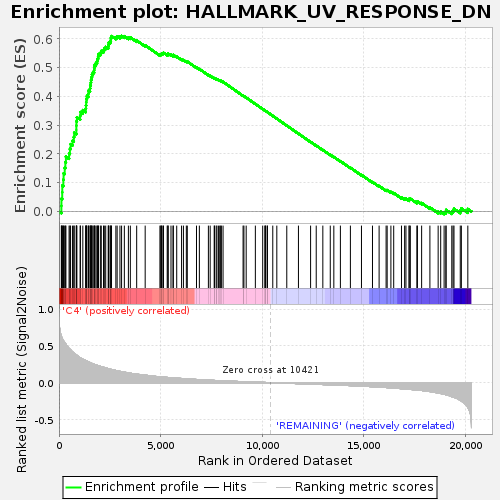 Enrichment plot: HALLMARK_UV_RESPONSE_DN
Enrichment score (ES)
0.6
0.5
0.4
0.3
0.2
0.1
0.0
Ranked list metric (Signal2Noise)
1.0
0.5
0.0
-0.5
'C4' (positively correlated)
Zero cross at 10421
'REMAINING' (negatively correlated)
0
5,000
10,000
15,000
20,000
Rank in Ordered Dataset
Enrichment profile
Hits
Ranking metric scores